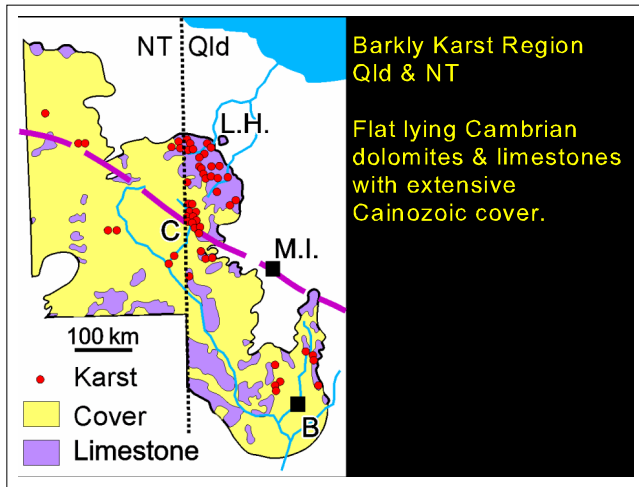 NT Qld
L.H.
C
M.I.
B
100 km
Karst
Cover
Limestone
Barkly Karst Region
Qld & NT
Flat lying Cambrian
dolomites & limestones
with extensive
Cainozoic cover.